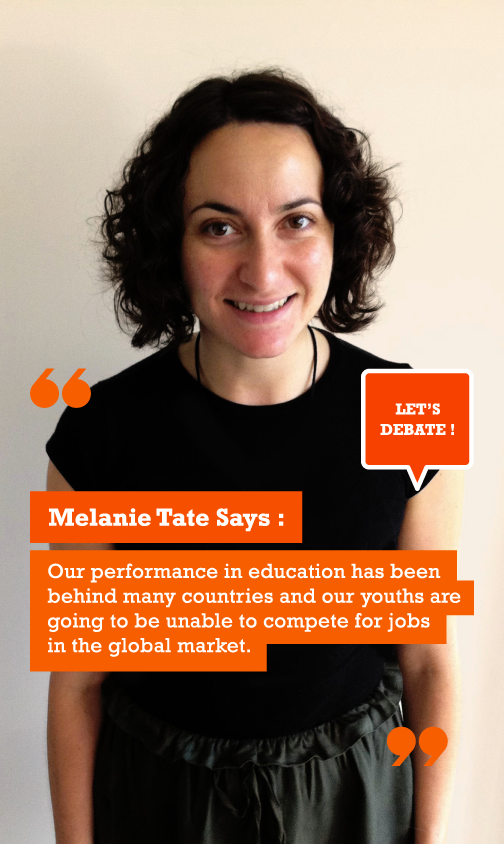 “
LET’S
DEBATE !
Melanie Tate Says :
Our performance in education has been
behind many countries and our youths are
going to be unable to compete for jobs
in the global market.
”